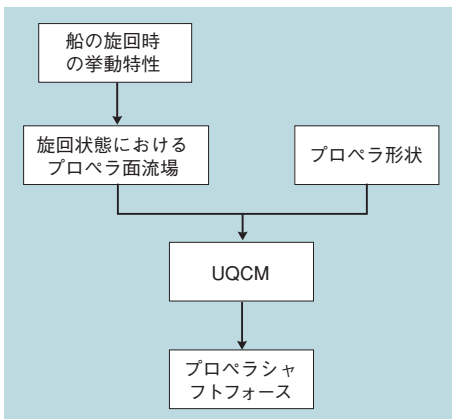 船の旋回時
の挙動特性
旋回状態における
プロペラ面流場
プロペラ形状
UQCM
プロペラシャ
フトフォース